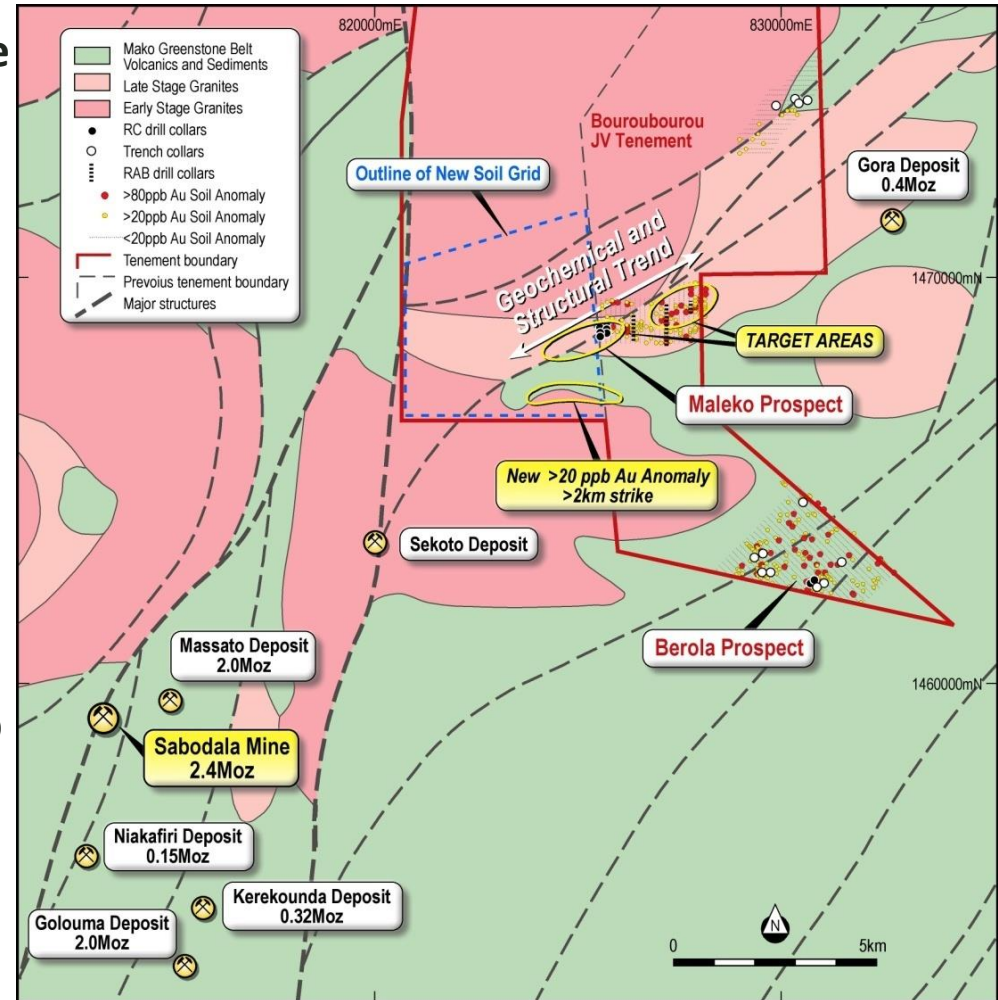 e
820000mE
830000mE
Mako Greenstone Belt
Volcanics and Sediments
Late Stage Granites
Early Stage Granites
RC drill collars
Trench collars
RAB drill collars
>80ppb Au Soil Anomaly
>20ppb Au Soil Anomaly
<20ppb Au Soil Anomaly
Tenement boundary
Prevoius tenement boundary
Major structures
Bouroubourou
JV Tenement
Outline of New Soil Grid
Gora Deposit
0.4Moz
Geochemical and
Structural Trend
1470000mN
TARGET AREAS
Maleko Prospect
New >20 ppb Au Anomaly
>2km strike
Sekoto Deposit
Berola Prospect
Massato Deposit
2.0Moz
1460000mN
Sabodala Mine
2.4Moz
Niakafiri Deposit
0.15Moz
Kerekounda Deposit
0.32Moz
Golouma Deposit
2.0Moz
N
0 5km